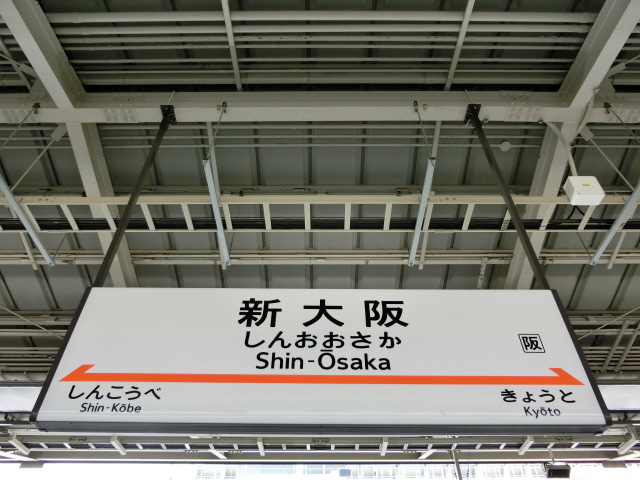 新大阪
しんおおさか
Shin-Ōsaka
阪
しんこうべ
Shin-Kōbe
きょうと
Kyōto